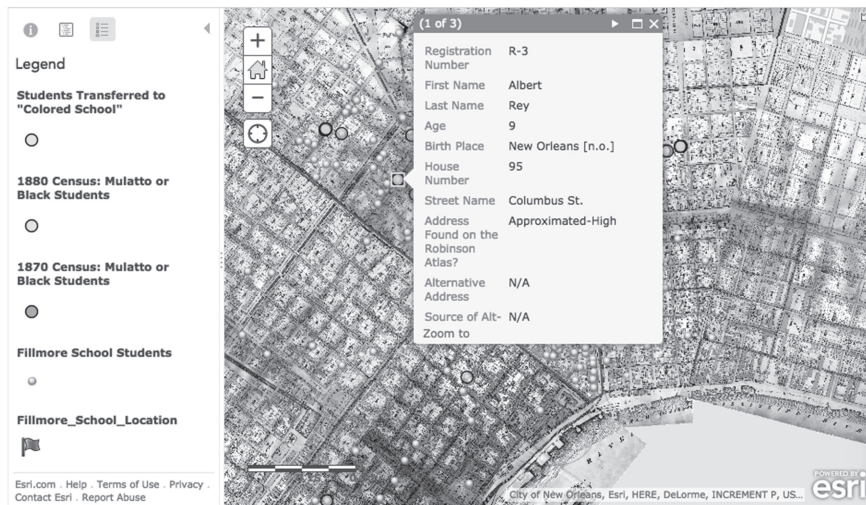 Legend
Students Transferred to
"Colored School"
1880 Census: Mulatto or
Black Students
1870 Census: Mulatto or
Black Students
Fillmore School Students
Fillmore_School_Location
Esri.com . Help . Terms of Use . Privacy .
Contact Esri . Report Abuse
(1 of 3)
Registration
Number
R-3
First Name Albert
Last Name Rey
Age 9
Birth Place New Orleans [n.o.]
House
Number
95
Street Name Columbus St.
Address
Found on the
Robinson
Atlas?
Approximated-High
Alternative
Address
N/A
Source of Alt- N/A
Zoom to
RIVER
City of New Orleans, Esri, HERE, DeLorme, INCREMENT P, US...
POWERED BY
esri